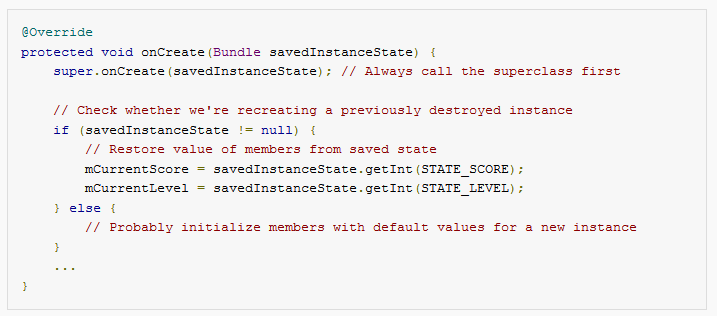 @Override
protected void onCreate(Bundle savedInstanceState) {
    super.onCreate(savedInstanceState); // Always call the superclass first

    // Check whether we're recreating a previously destroyed instance
    if (savedInstanceState != null) {
        // Restore value of members from saved state
        mCurrentScore = savedInstanceState.getInt(STATE_SCORE);
        mCurrentLevel = savedInstanceState.getInt(STATE_LEVEL);
    } else {
        // Probably initialize members with default values for a new instance
    }
    ...
}